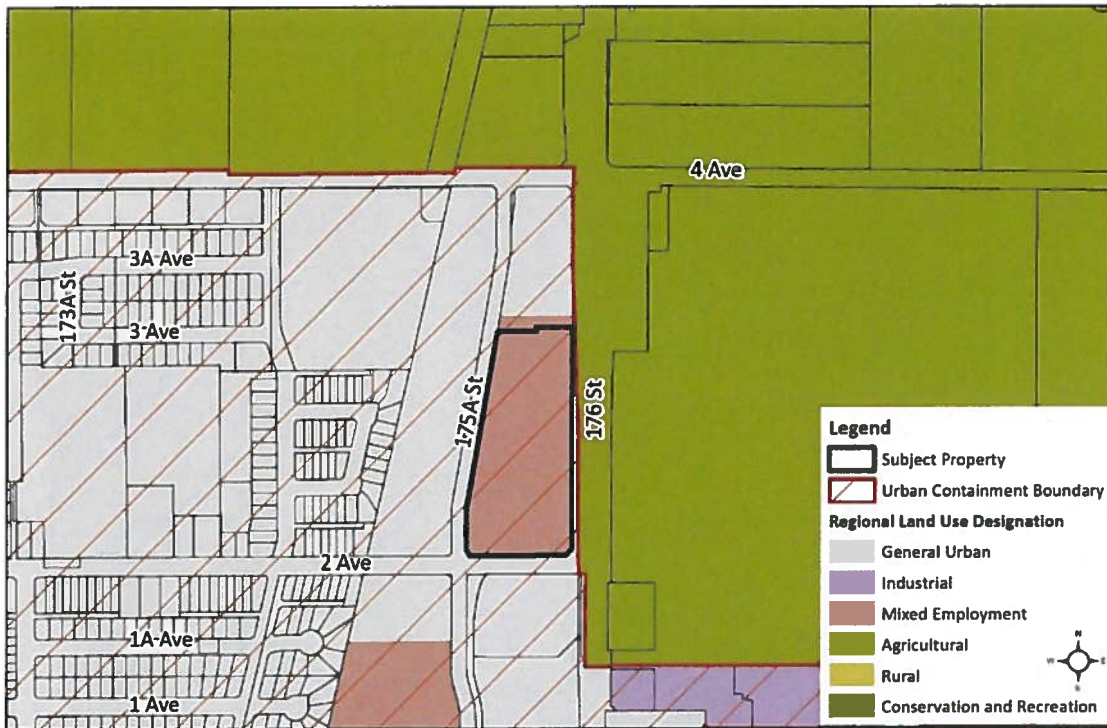 4 Ave
3A Ave
173A St
3 Ave
175A St
176 St
2 Ave
1A Ave
1 Ave
Legend
Subject Property
Urban Containment Boundary
Regional Land Use Designation
General Urban
Industrial
Mixed Employment
Agricultural
Rural
Conservation and Recreation
N
W E
S